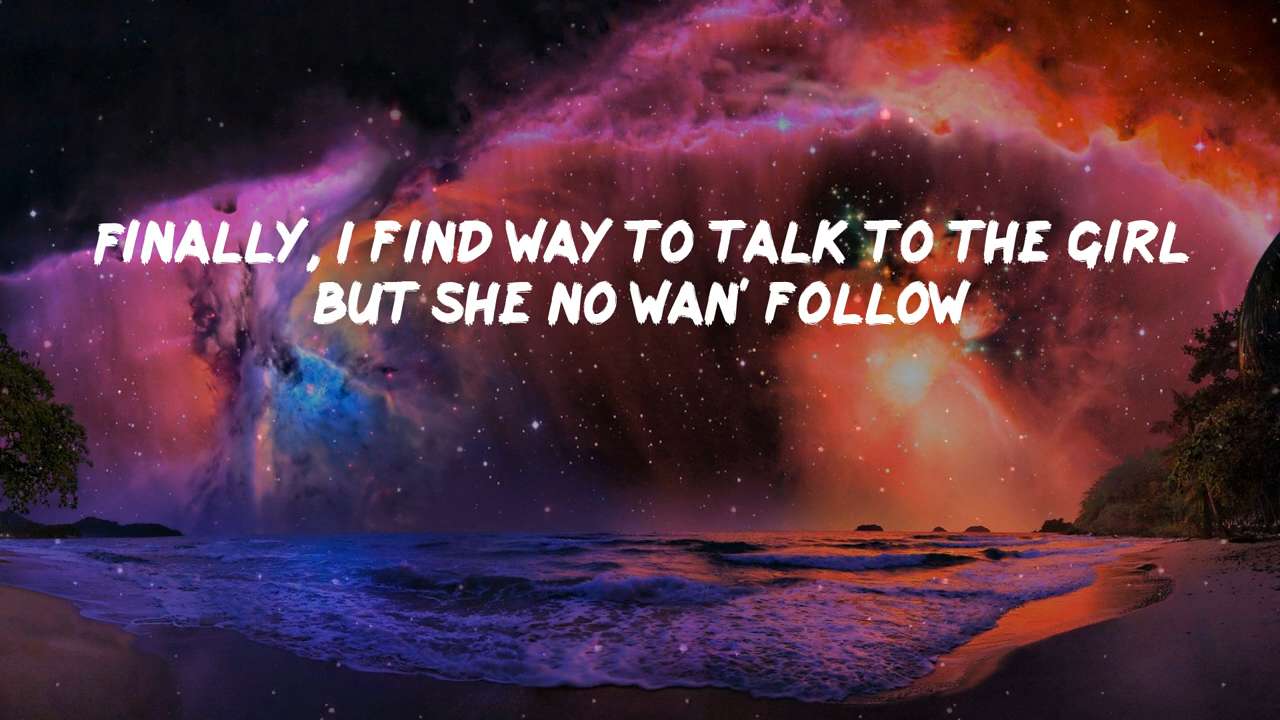 FINALLY, I FIND WAY TO TALK TO THE GIRL
BUT SHE NO WAN' FOLLOW